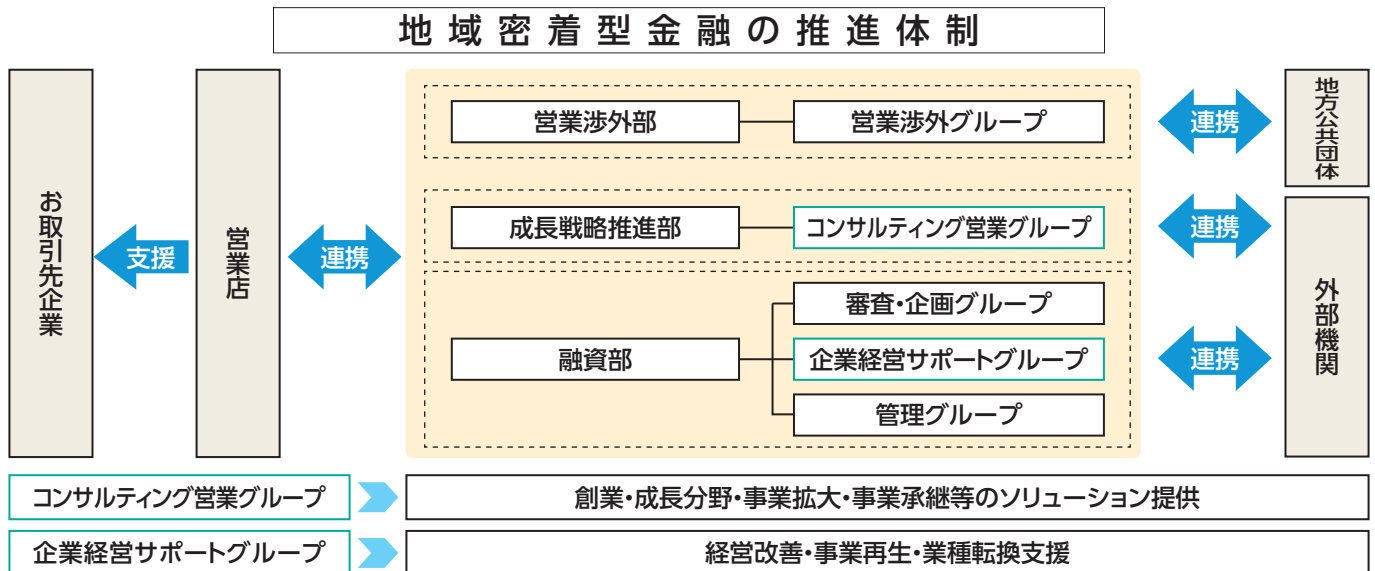 地域密着型金融の推進体制
お取引先企業
支援
営業店
連携
営業渉外部
営業渉外グループ
成長戦略推進部
コンサルティング営業グループ
融資部
審査・企画グループ
企業経営サポートグループ
管理グループ
連携
地方公共団体
連携
連携
外部機関
コンサルティング営業グループ
創業・成長分野・事業拡大・事業承継等のソリューション提供
企業経営サポートグループ
経営改善・事業再生・業種転換支援